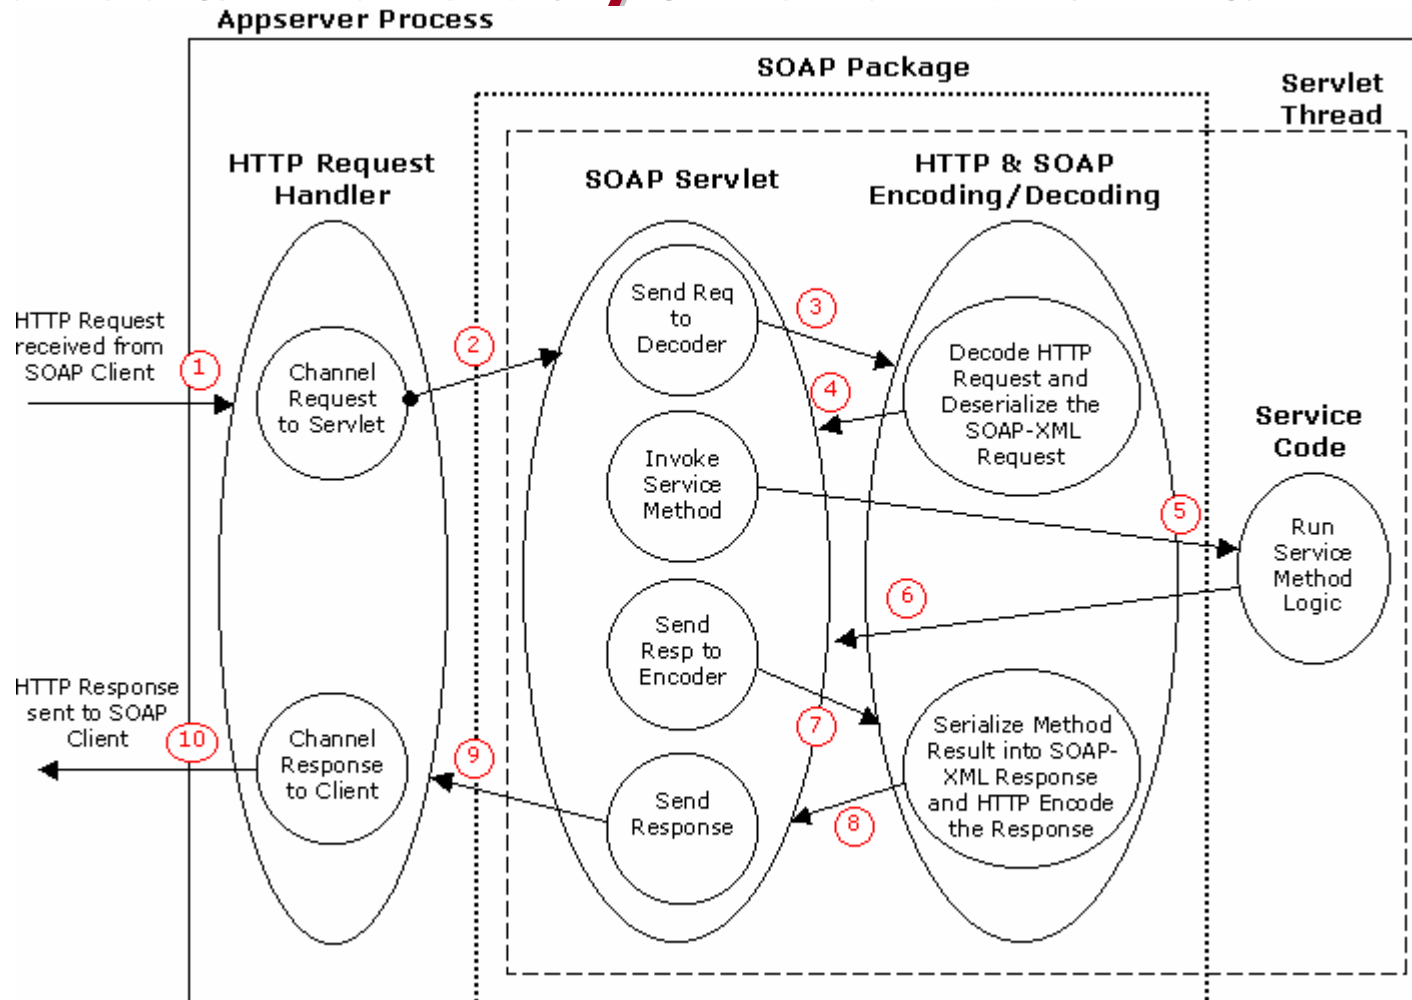 Appserver Process
SOAP Package
Servlet
Thread
HTTP Request
Handler
SOAP Servlet
HTTP & SOAP
Encoding/Decoding
HTTP Request
received from
SOAP Client
1
Channel
Request
to Servlet
2
Send Req
to
Decoder
3
4
Decode HTTP
Request and
Deserialize the
SOAP-XML
Request
Invoke
Service
Method
5
Service
Code
Run
Service
Method
Logic
6
Send
Resp to
Encoder
7
Serialize Method
Result into SOAP-
XML Response
and HTTP Encode
the Response
8
Send
Response
9
Channel
Response
to Client
10
HTTP Response
sent to SOAP
Client